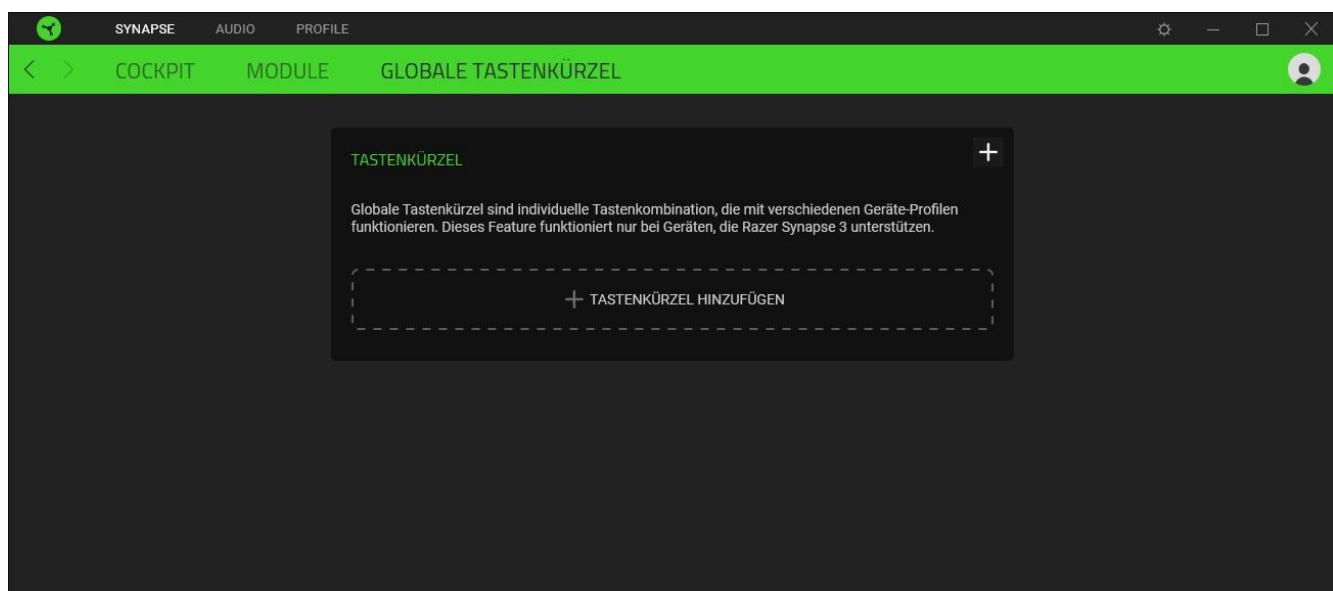 SYNAPSE AUDIO PROFILE
COCKPIT MODULE GLOBALE TASTENKÜRZEL
TASTENKÜRZEL
Globale Tastenkürzel sind individuelle Tastenkombination, die mit verschiedenen Geräte-Profilen
funktionieren. Dieses Feature funktioniert nur bei Geräten, die Razer Synapse 3 unterstützen.
TASTENKÜRZEL HINZUFÜGEN